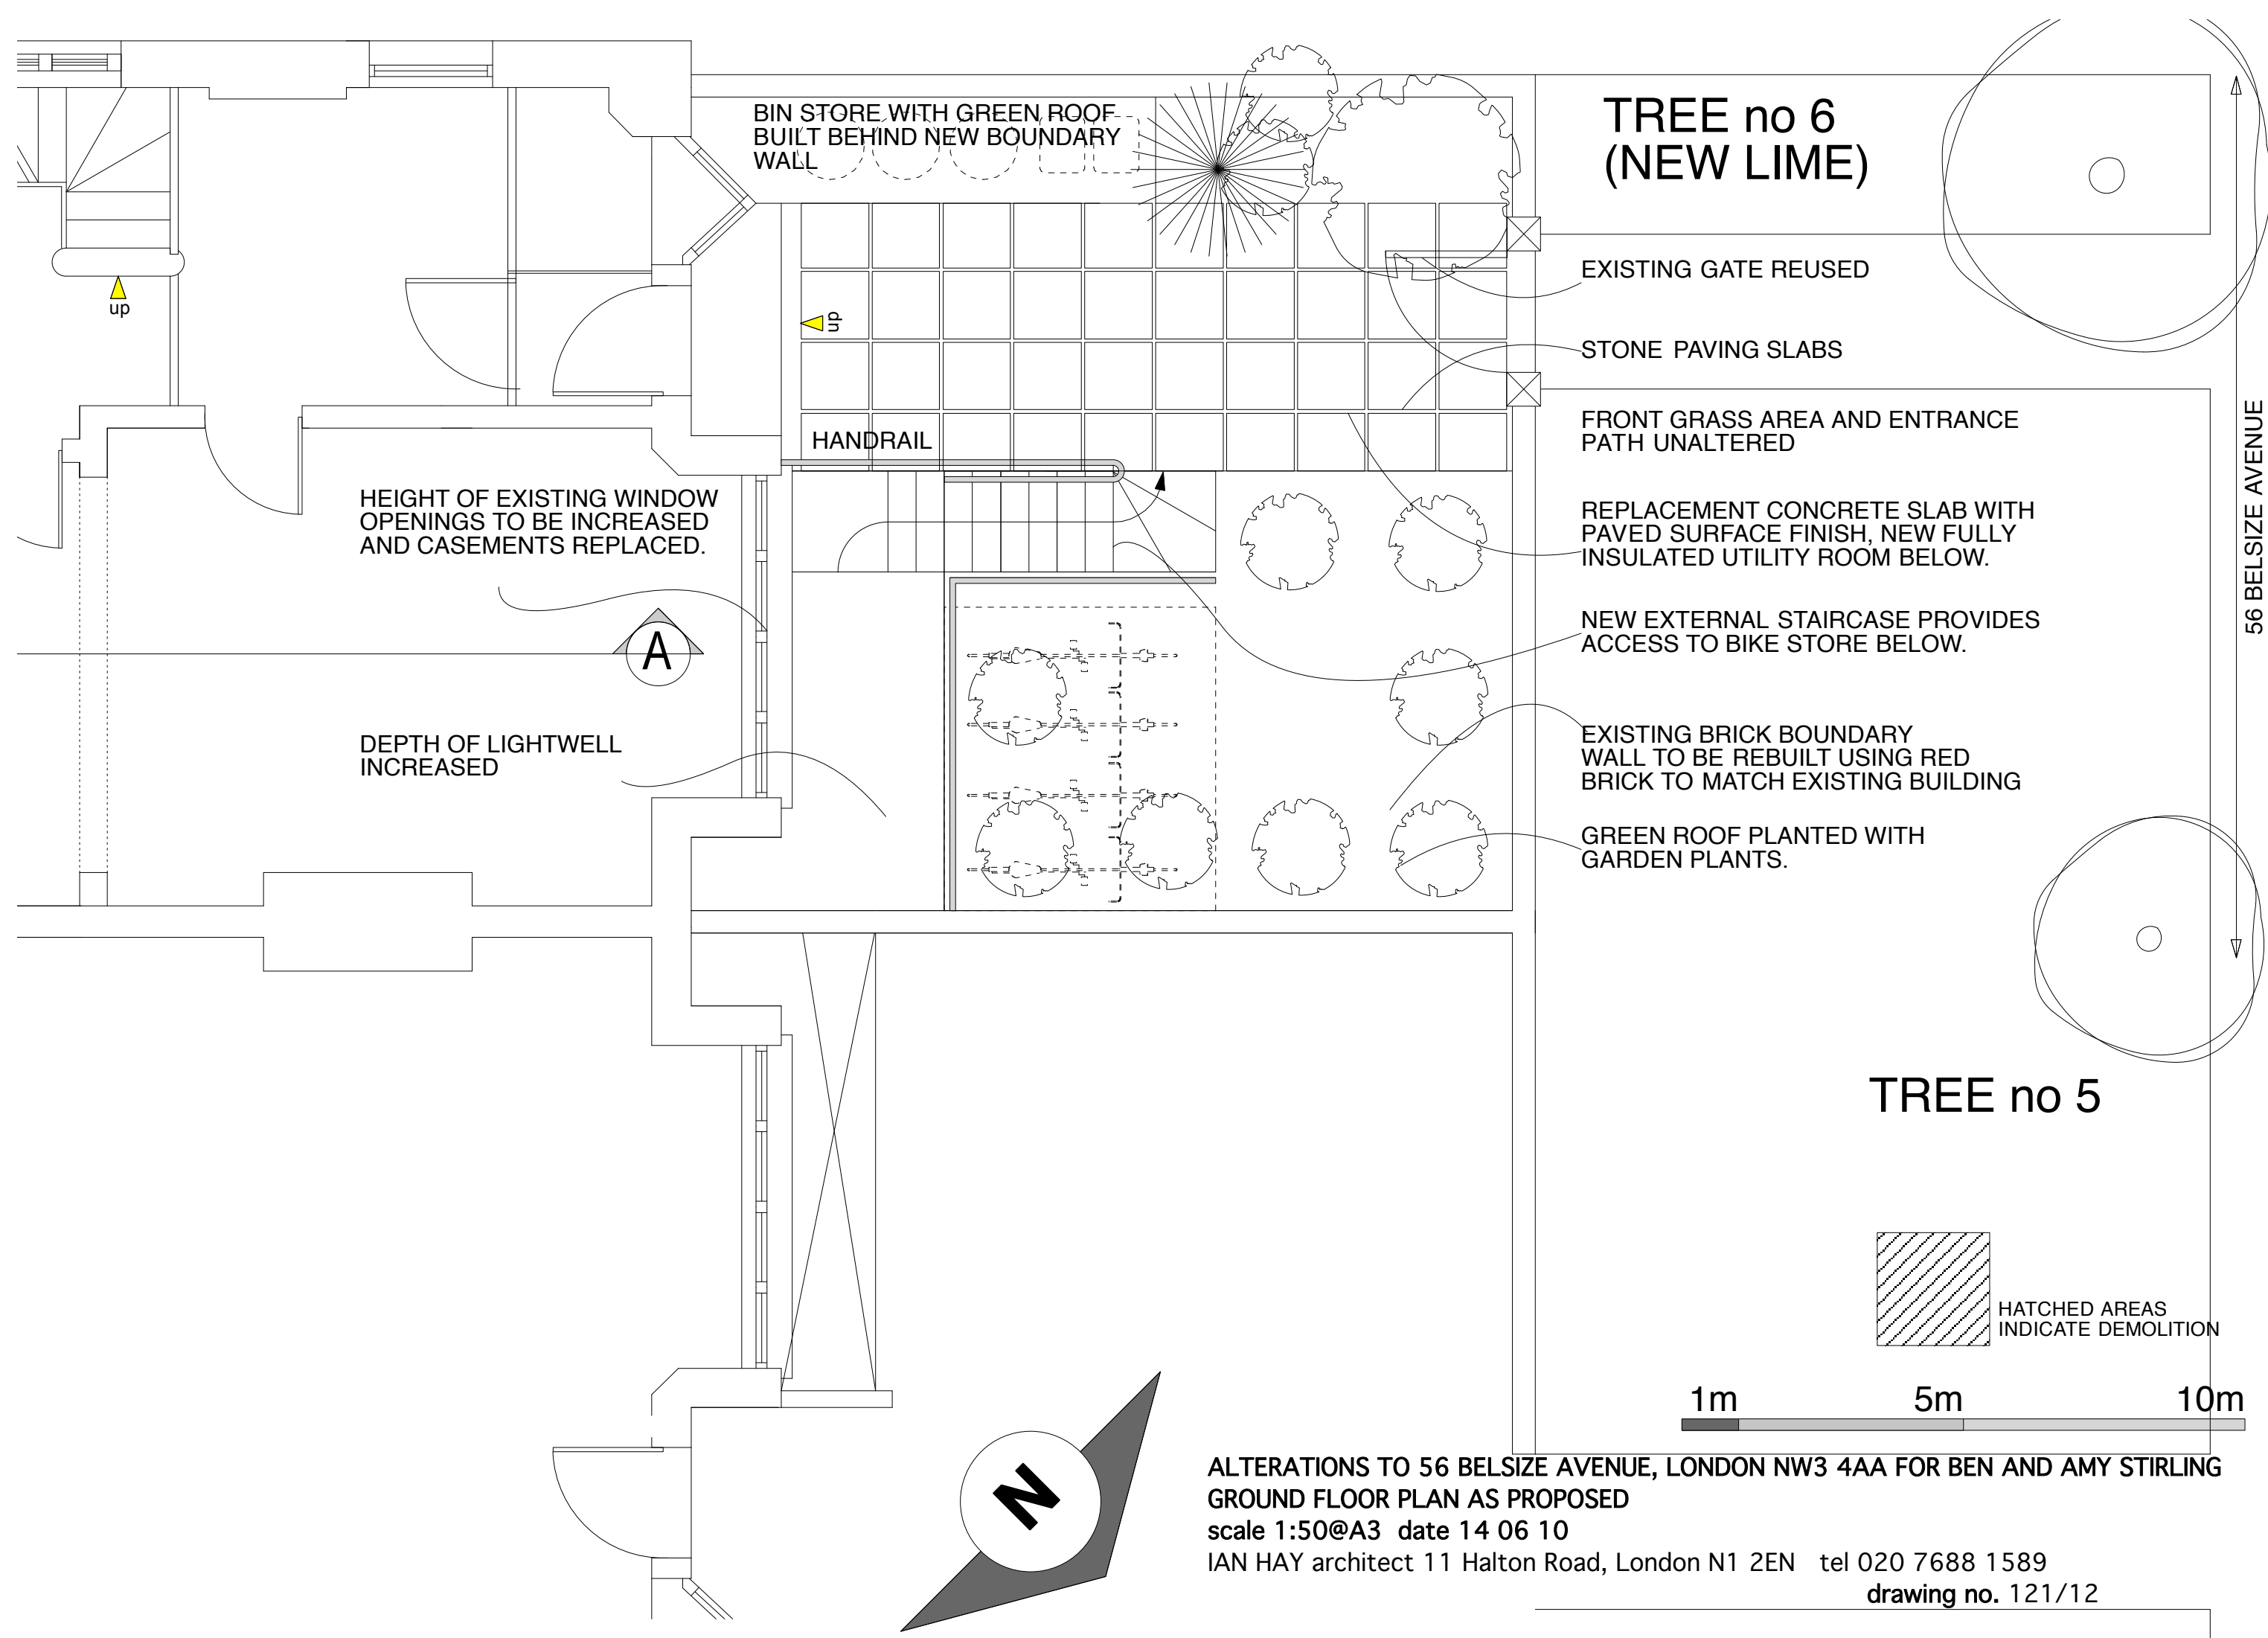 BIN STORE WITH GREEN ROOF
BUILT BEHIND NEW BOUNDARY
WALL
TREE no 6
(NEW LIME)
up
dn
EXISTING GATE REUSED
STONE PAVING SLABS
HANDRAIL
FRONT GRASS AREA AND ENTRANCE
PATH UNALTERED
56 BELSIZE AVENUE
HEIGHT OF EXISTING WINDOW
OPENINGS TO BE INCREASED
AND CASEMENTS REPLACED.
REPLACEMENT CONCRETE SLAB WITH
PAVED SURFACE FINISH, NEW FULLY
INSULATED UTILITY ROOM BELOW.
A
NEW EXTERNAL STAIRCASE PROVIDES
ACCESS TO BIKE STORE BELOW.
DEPTH OF LIGHTWELL
INCREASED
EXISTING BRICK BOUNDARY
WALL TO BE REBUILT USING RED
BRICK TO MATCH EXISTING BUILDING
GREEN ROOF PLANTED WITH
GARDEN PLANTS.
TREE no 5
HATCHED AREAS
INDICATE DEMOLITION
1m 5m 10m
N
ALTERATIONS TO 56 BELSIZE AVENUE, LONDON NW3 4AA FOR BEN AND AMY STIRLING
GROUND FLOOR PLAN AS PROPOSED
scale 1:50@A3 date 14 06 10
IAN HAY architect 11 Halton Road, London N1 2EN tel 020 7688 1589
drawing no. 121/12